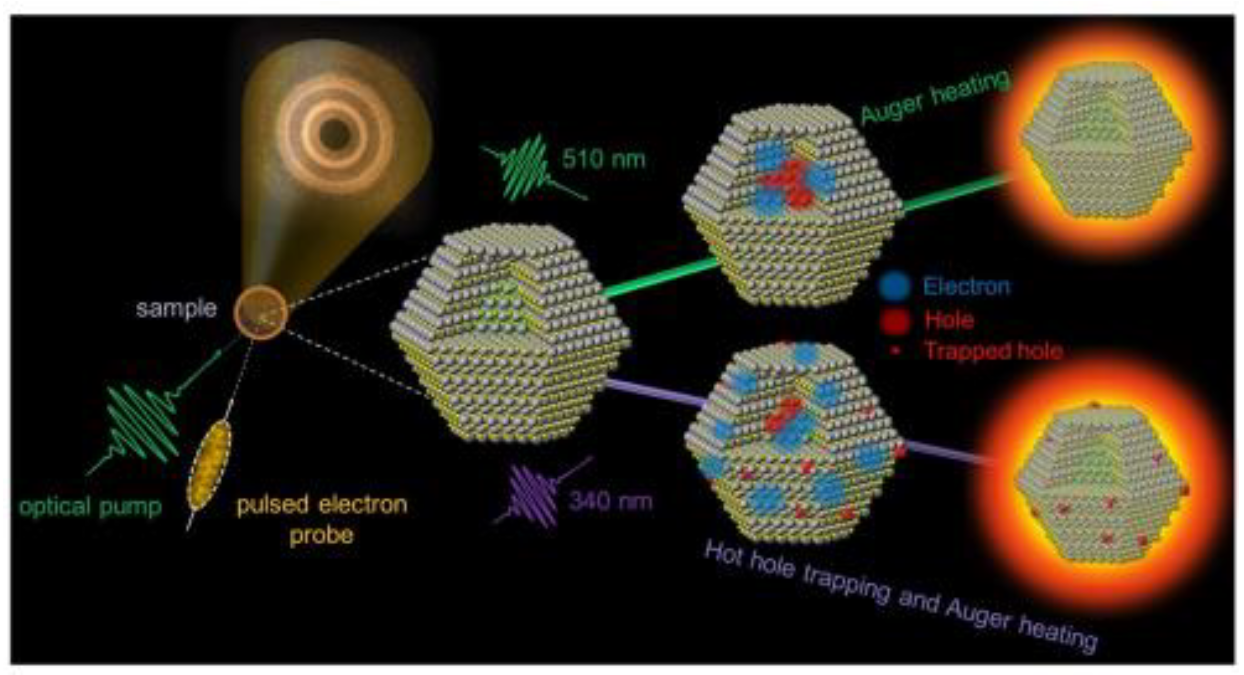 Auger heating
510 nm
Electron
sample
Hole
Trapped hole
340 nm
optical pump
pulsed electron
probe
Hot hole trapping and Auger heating